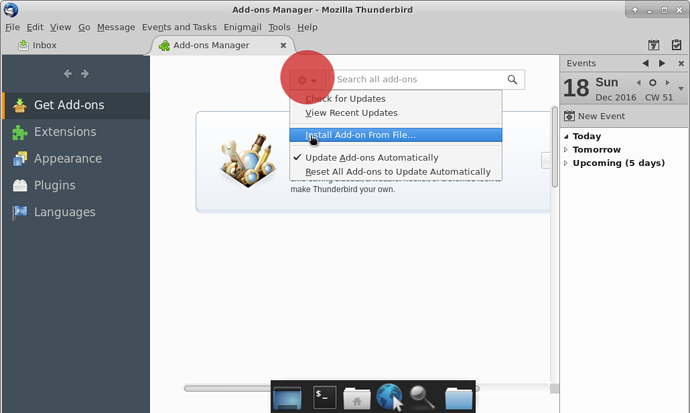 Add-ons Manager - Mozilla Thunderbird
File Edit View Go Message Events and Tasks Enigmail Tools Help
Inbox
Add-ons Manager
Search all add-ons
Get Add-ons
Extensions
Appearance
Plugins
Languages
Check for Updates
View Recent Updates
Install Add-on From File...
Update Add-ons Automatically
Reset All Add-ons to Update Automatically
make Thunderbird your own.
Events
18 Sun
Dec 2016 CW 51
New Event
Today
Tomorrow
Upcoming (5 days)